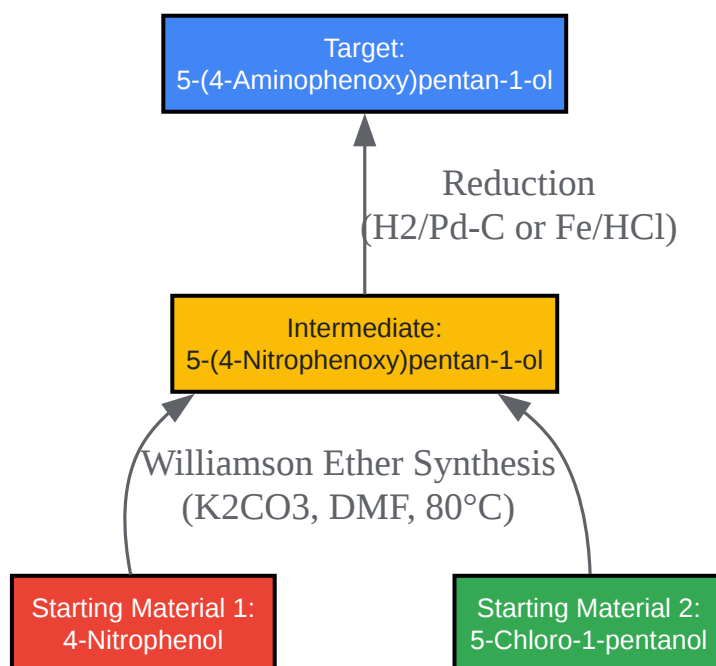 Target:
5-(4-Aminophenoxy)pentan-1-ol
Reduction
(H2/Pd-C or Fe/HCl)
Intermediate:
5-(4-Nitrophenoxy)pentan-1-ol
Williamson Ether Synthesis
(K2CO3, DMF, 80°C)
Starting Material 1:
4-Nitrophenol
Starting Material 2:
5-Chloro-1-pentanol